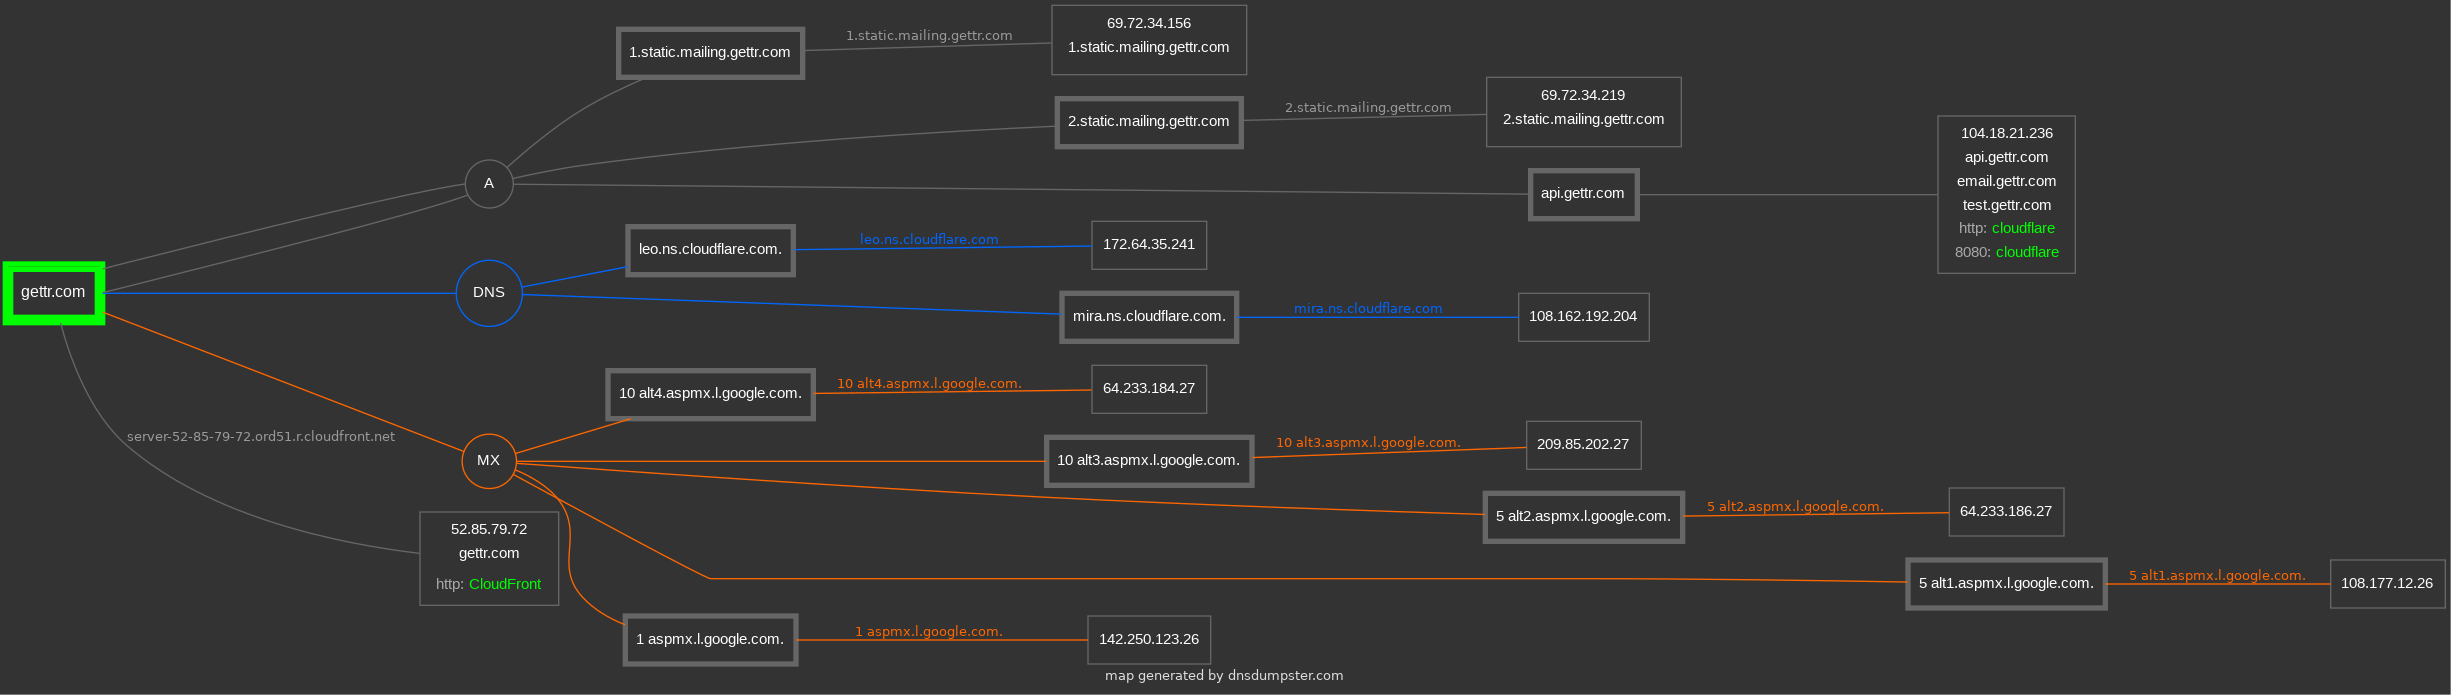 1.static.mailing.gettr.com
1.static.mailing.gettr.com
69.72.34.156
1.static.mailing.gettr.com
2.static.mailing.gettr.com
2.static.mailing.gettr.com
69.72.34.219
2.static.mailing.gettr.com
A
api.gettr.com
104.18.21.236
api.gettr.com
email.gettr.com
test.gettr.com
http: cloudflare
8080: cloudflare
gettr.com
DNS
leo.ns.cloudflare.com.
leo.ns.cloudflare.com
172.64.35.241
mira.ns.cloudflare.com.
mira.ns.cloudflare.com
108.162.192.204
MX
10 alt4.aspmx.l.google.com.
10 alt4.aspmx.l.google.com.
64.233.184.27
10 alt3.aspmx.l.google.com.
10 alt3.aspmx.l.google.com.
209.85.202.27
5 alt2.aspmx.l.google.com.
5 alt2.aspmx.l.google.com.
64.233.186.27
5 alt1.aspmx.l.google.com.
5 alt1.aspmx.l.google.com.
108.177.12.26
1 aspmx.l.google.com.
1 aspmx.l.google.com.
142.250.123.26
server-52-85-79-72.ord51.r.cloudfront.net
52.85.79.72
gettr.com
http: CloudFront
map generated by dnsdumpster.com